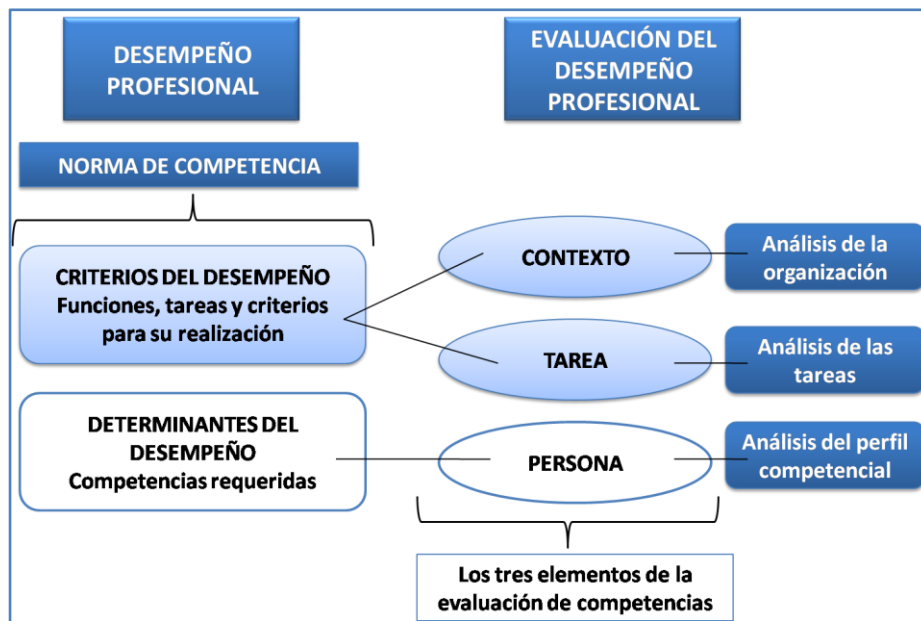 DESEMPEÑO
PROFESIONAL
EVALUACIÓN DEL
DESEMPEÑO
PROFESIONAL
NORMA DE COMPETENCIA
CRITERIOS DEL DESEMPEÑO
Funciones, tareas y criterios
para su realización
CONTEXTO
Análisis de la
organización
TAREA
Análisis de las
tareas
DETERMINANTES DEL
DESEMPEÑO
Competencias requeridas
PERSONA
Análisis del perfil
competencial
Los tres elementos de la
evaluación de competencias